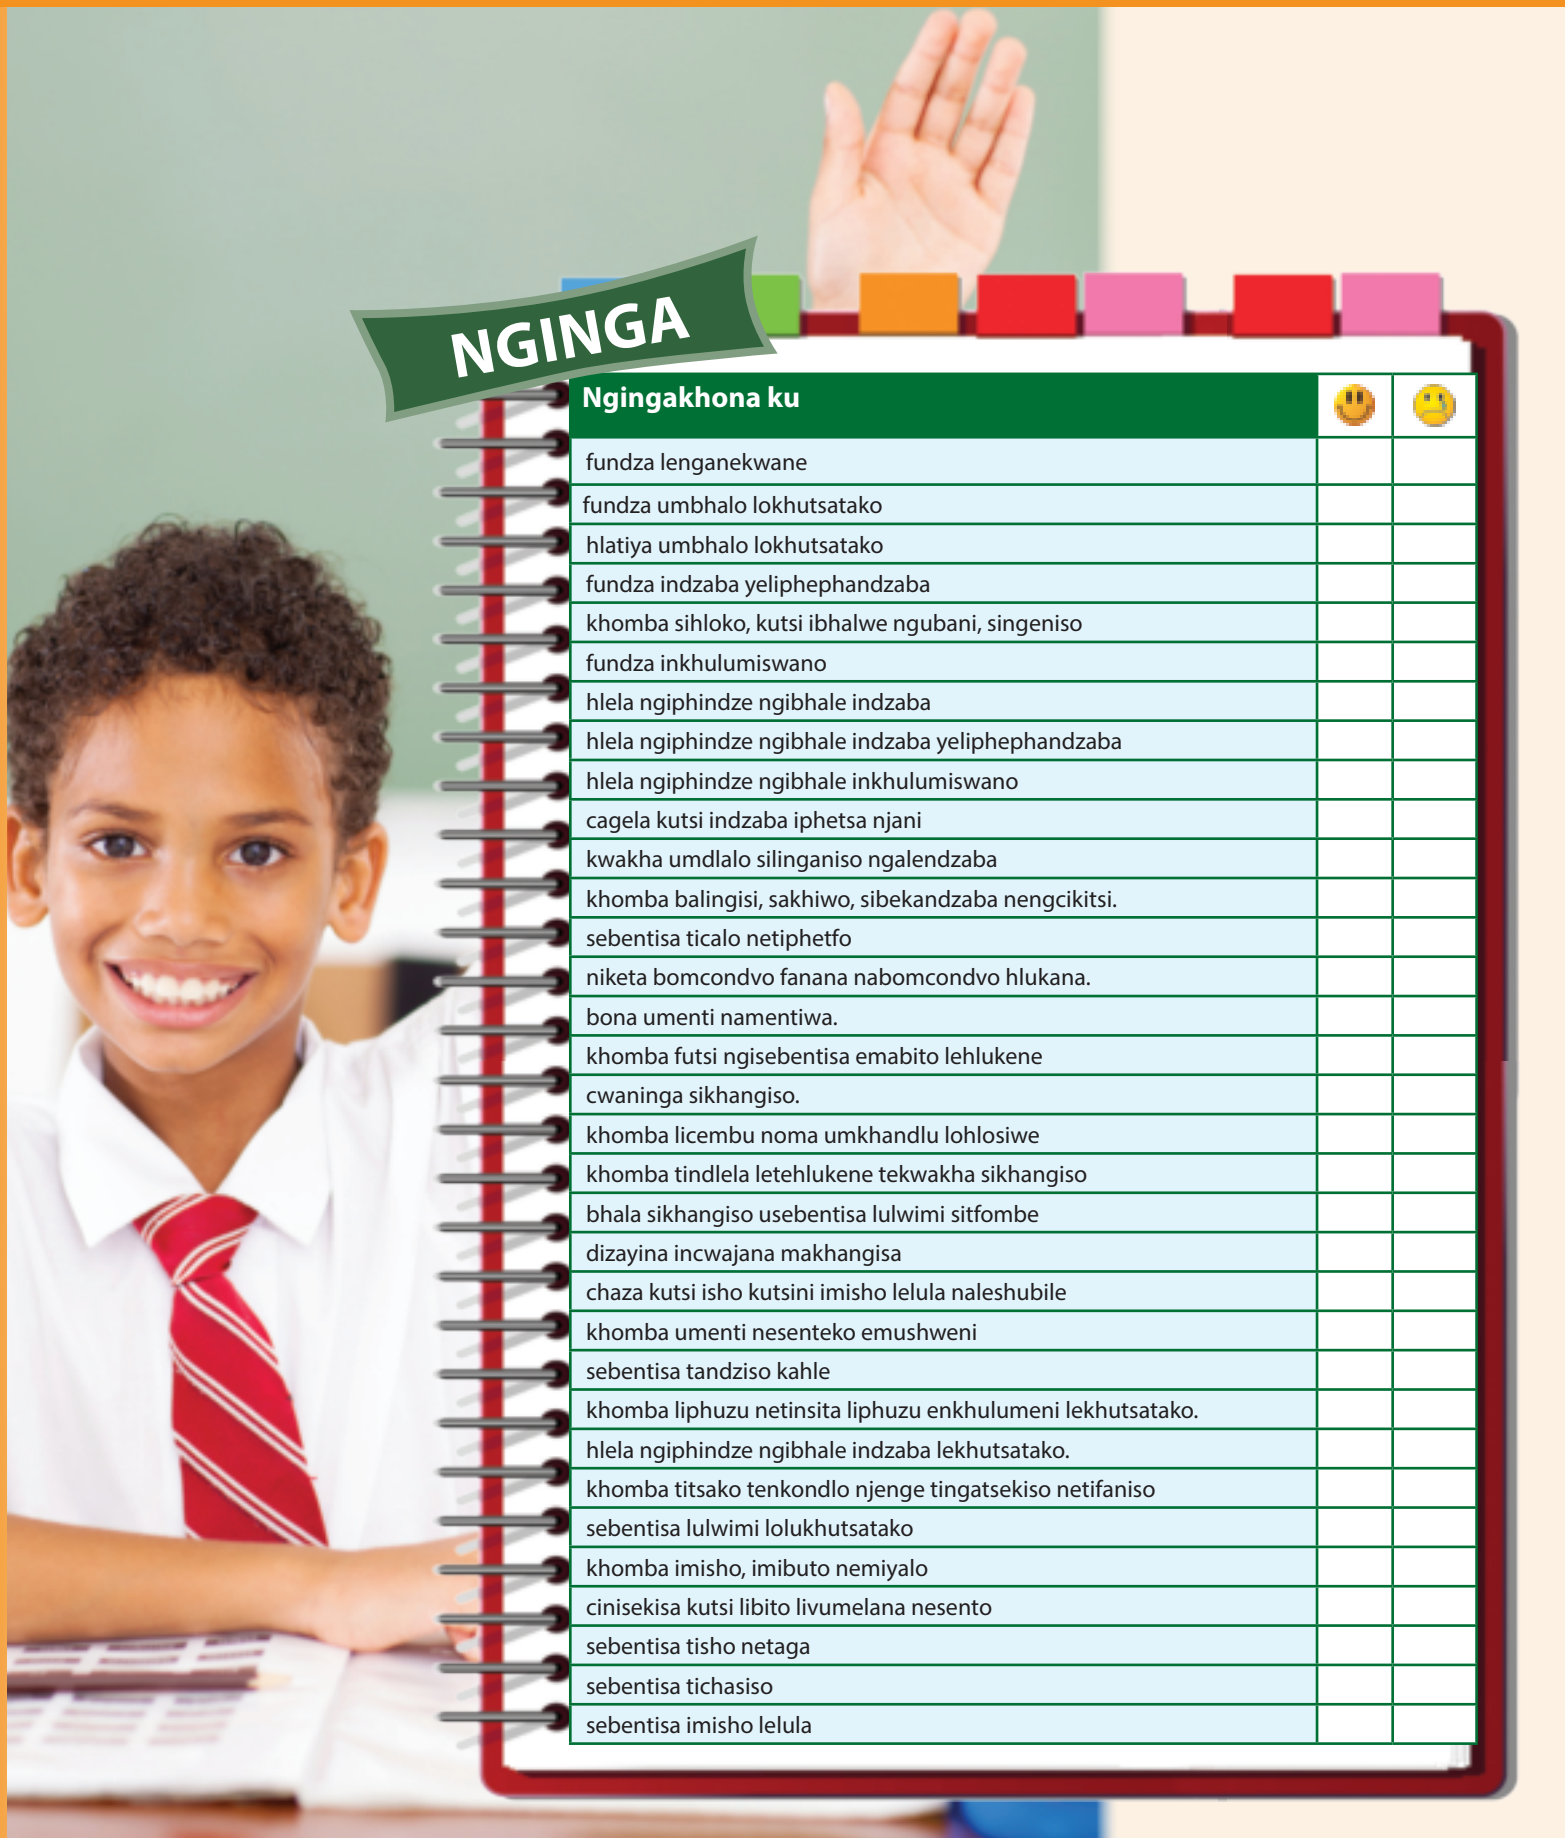 NGINGA
Ngingakhona ku
fundza lenganekwane
fundza umbhalo lokhutsatako
hlatiya umbhalo lokhutsatako
fundza indzaba yeliphephandzaba
khomba sihloko, kutsi ibhalwe ngubani, singeniso
fundza inkhulumiswano
hlela ngiphindze ngibhale indzaba
hlela ngiphindze ngibhale indzaba yeliphephandzaba
hlela ngiphindze ngibhale inkhulumiswano
cagela kutsi indzaba iphetsa njani
kwakha umdlalo silinganiso ngalendzaba
khomba balingisi, sakhiwo, sibekandzaba nengcikitsi.
sebentisa ticalo netiphetfo
niketa bomcondvo fanana nabomcondvo hlukana.
bona umenti namentiwa.
khomba futsi ngisebentisa emabito lehlukene
cwaninga sikhangiso.
khomba licembu noma umkhandlu lohlosiwe
khomba tindlela letehlukene tekwakha sikhangiso
bhala sikhangiso usebentisa lulwimi sitfombe
dizayina incwajana makhangisa
chaza kutsi isho kutsini imisho lelula naleshubile
khomba umenti nesenteko emushweni
sebentisa tandziso kahle
khomba liphuzu netinsita liphuzu enkhulumeni lekhutsatako.
hlela ngiphindze ngibhale indzaba lekhutsatako.
khomba titsako tenkondlo njenge tingatsekiso netifaniso
sebentisa lulwimi lolukhutsatako
khomba imisho, imibuto nemiyalo
cinisekisa kutsi libito livumelana nesento
sebentisa tisho netaga
sebentisa tichasiso
sebentisa imisho lelula